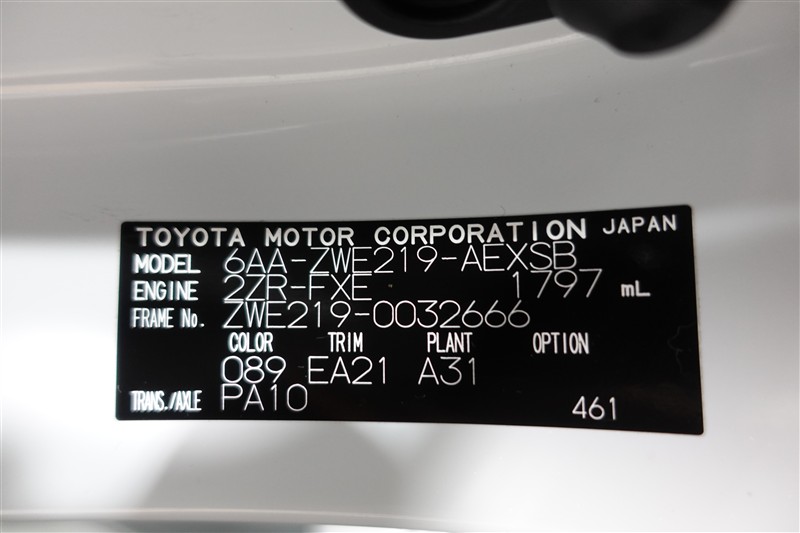 TOYOTA MOTOR CORPORATION JAPAN
MODEL 6AA-ZWE219-AEXSB
ENGINE 2ZR-FXE 1797 mL
FRAME No. ZWE219-0032666
COLOR TRIM PLANT OPTION
089 EA21 A31
TRANS./AXLE PA10 461